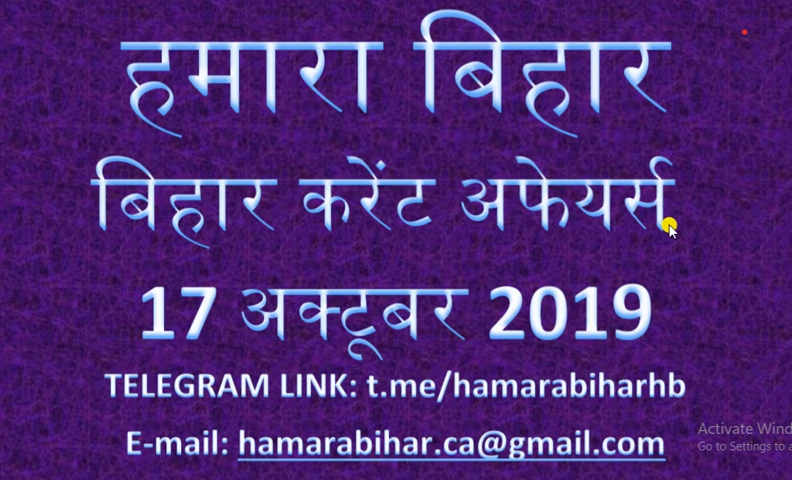 हमारा बिहार
बिहार करेंट अफेयर्स
17 अक्टूबर 2019
TELEGRAM LINK: t.me/hamarabiharhb
E-mail: hamarabihar.ca@gmail.com
Activate Wind
Go to Settings to a